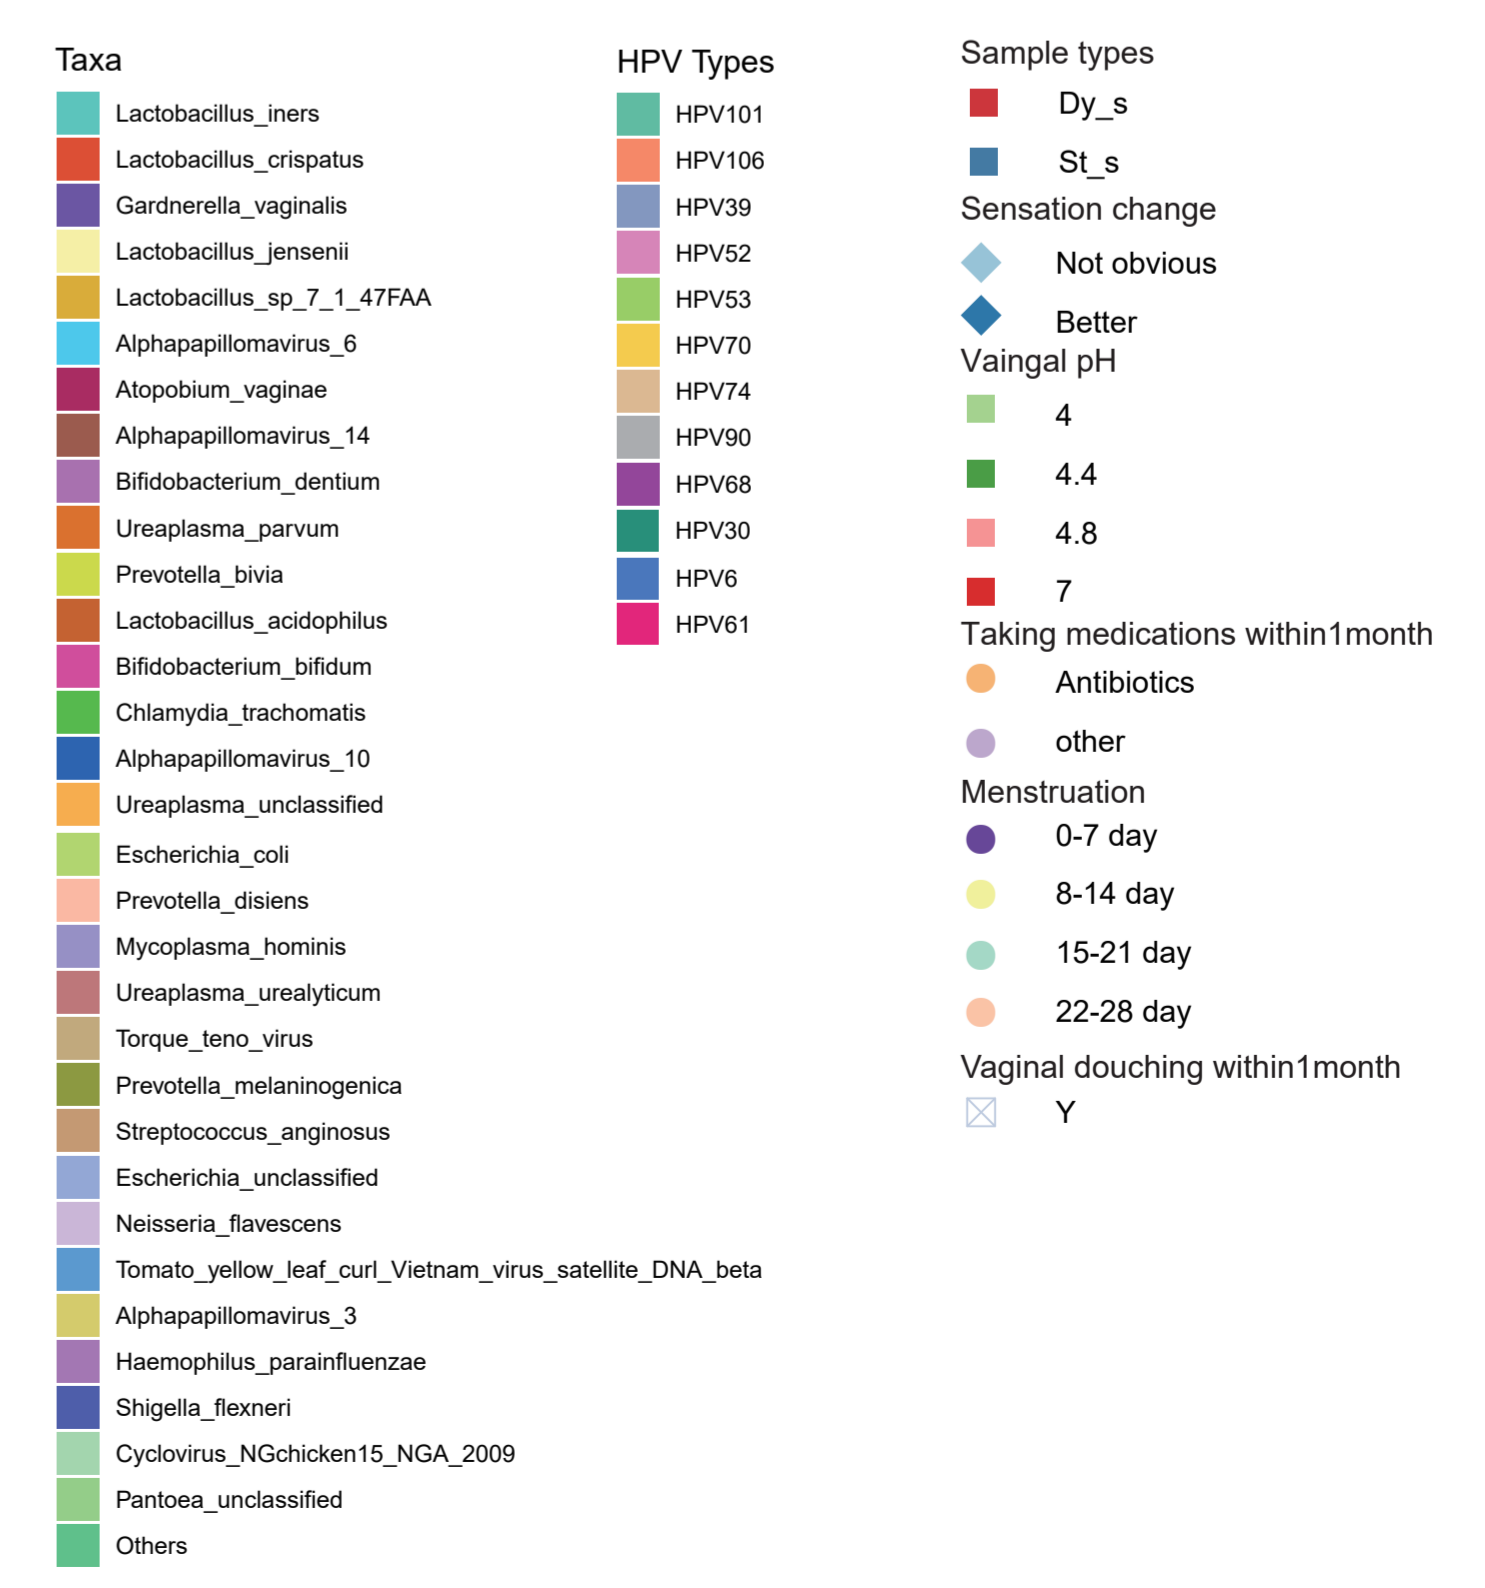 Taxa
Lactobacillus_iners
Lactobacillus_crispatus
Gardnerella_vaginalis
Lactobacillus_jensenii
Lactobacillus_sp_7_1_47FAA
Alphapapillomavirus_6
Atopobium_vaginae
Alphapapillomavirus_14
Bifidobacterium_dentium
Ureaplasma_parvum
Prevotella_bivia
Lactobacillus_acidophilus
Bifidobacterium_bifidum
Chlamydia_trachomatis
Alphapapillomavirus_10
Ureaplasma_unclassified
Escherichia_coli
Prevotella_disiens
Mycoplasma_hominis
Ureaplasma_urealyticum
Torque_teno_virus
Prevotella_melaninogenica
Streptococcus_anginosus
Escherichia_unclassified
Neisseria_flavescens
Tomato_yellow_leaf_curl_Vietnam_virus_satellite_DNA_beta
Alphapapillomavirus_3
Haemophilus_parainfluenzae
Shigella_flexneri
Cyclovirus_NGchicken15_NGA_2009
Pantoea_unclassified
Others
HPV Types
HPV101
HPV106
HPV39
HPV52
HPV53
HPV70
HPV74
HPV90
HPV68
HPV30
HPV6
HPV61
Sample types
Dy_s
St_s
Sensation change
Not obvious
Better
Vaingal pH
4
4.4
4.8
7
Taking medications within1month
Antibiotics
other
Menstruation
0-7 day
8-14 day
15-21 day
22-28 day
Vaginal douching within1month
Y